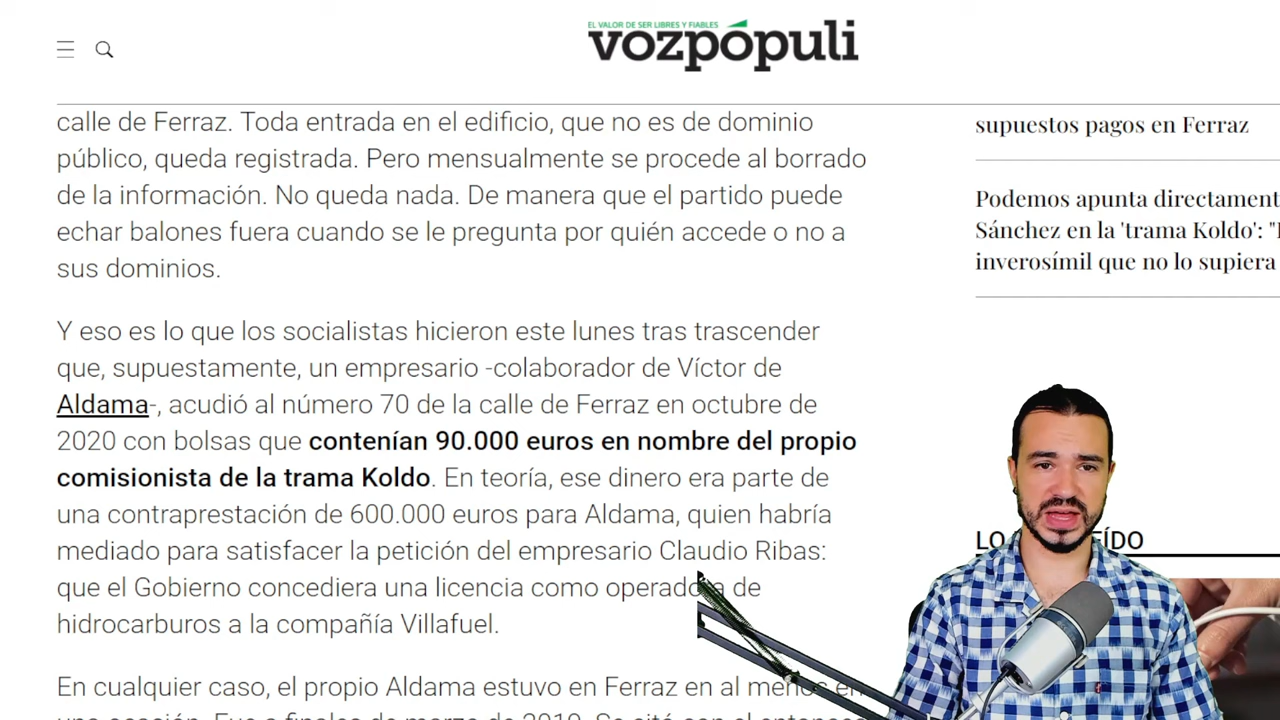 EL VALOR DE SER LIBRES Y FIABLES
vozpópuli
calle de Ferraz. Toda entrada en el edificio, que no es de dominio
público, queda registrada. Pero mensualmente se procede al borrado
de la información. No queda nada. De manera que el partido puede
echar balones fuera cuando se le pregunta por quién accede o no a
sus dominios.
Y eso es lo que los socialistas hicieron este lunes tras trascender
que, supuestamente, un empresario -colaborador de Víctor de
Aldama-, acudió al número 70 de la calle de Ferraz en octubre de
2020 con bolsas que contenían 90.000 euros en nombre del propio
comisionista de la trama Koldo. En teoría, ese dinero era parte de
una contraprestación de 600.000 euros para Aldama, quien habría
mediado para satisfacer la petición del empresario Claudio Ribas:
que el Gobierno concediera una licencia como operadora de
hidrocarburos a la compañía Villafuel.
En cualquier caso, el propio Aldama estuvo en Ferraz en al menos en
supuestos pagos en Ferraz
Podemos apunta directament
Sánchez en la 'trama Koldo': "
inverosímil que no lo supiera
LO